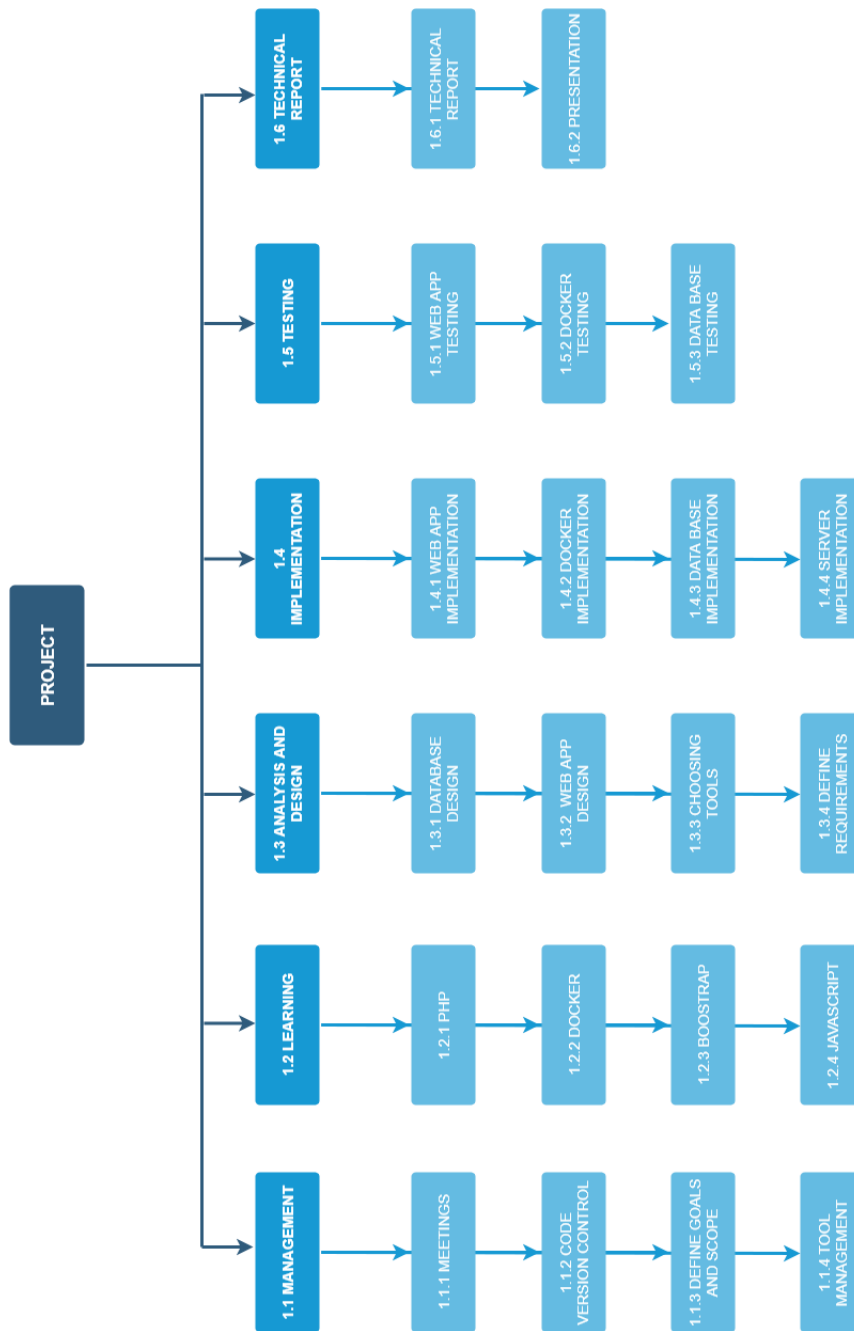 PROJECT
1.1 MANAGEMENT
1.1.1 MEETINGS
1.1.2 CODE
VERSION CONTROL
1.1.3 DEFINE GOALS
AND SCOPE
1.1.4 TOOL
MANAGEMENT
1.2 LEARNING
1.2.1 PHP
1.2.2 DOCKER
1.2.3 BOOSTRAP
1.2.4 JAVASCRIPT
1.3 ANALYSIS AND
DESIGN
1.3.1 DATABASE
DESIGN
1.3.2 WEB APP
DESIGN
1.3.3 CHOOSING
TOOLS
1.3.4 DEFINE
REQUIREMENTS
1.4
IMPLEMENTATION
1.4.1 WEB APP
IMPLEMENTATION
1.4.2 DOCKER
IMPLEMENTATION
1.4.3 DATA BASE
IMPLEMENTATION
1.4.4 SERVER
IMPLEMENTATION
1.5 TESTING
1.5.1 WEB APP
TESTING
1.5.2 DOCKER
TESTING
1.5.3 DATA BASE
TESTING
1.6 TECHNICAL
REPORT
1.6.1 TECHNICAL
REPORT
1.6.2 PRESENTATION